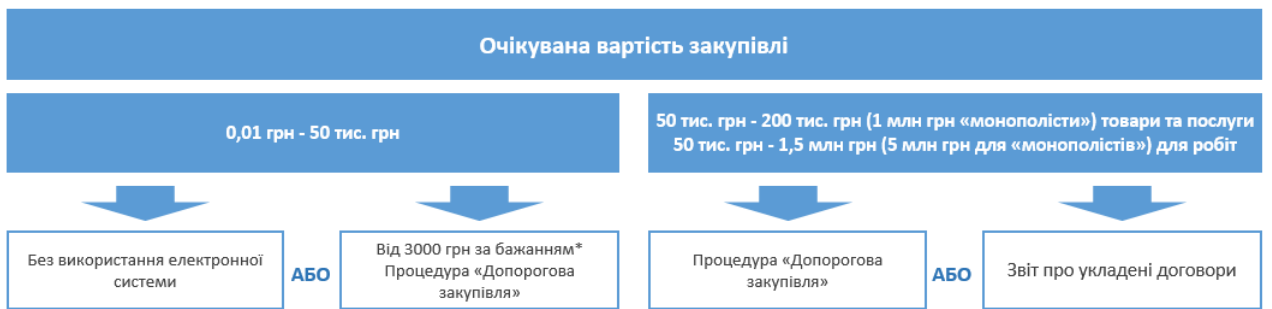 Очікувана вартість закупівлі
0,01 грн - 50 тис. грн
50 тис. грн - 200 тис. грн (1 млн грн «монополісти») товари та послуги
50 тис. грн - 1,5 млн грн (5 млн грн для «монополістів») для робіт
Без використання електронної
системи
АБО
Від 3000 грн за бажанням*
Процедура «Допорогова
закупівля»
Процедура «Допорогова
закупівля»
АБО
Звіт про укладені договори